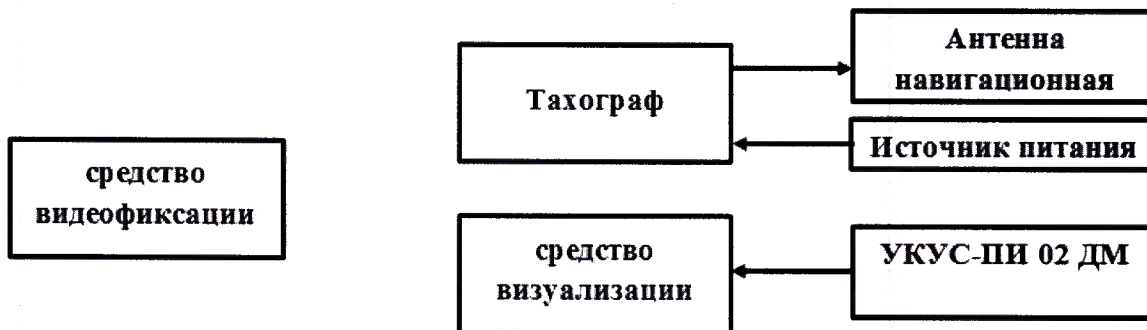 средство
видеофиксации
Тахограф
Антенна
навигационная
Источник питания
средство
визуализации
УКУС-ПИ 02 ДМ